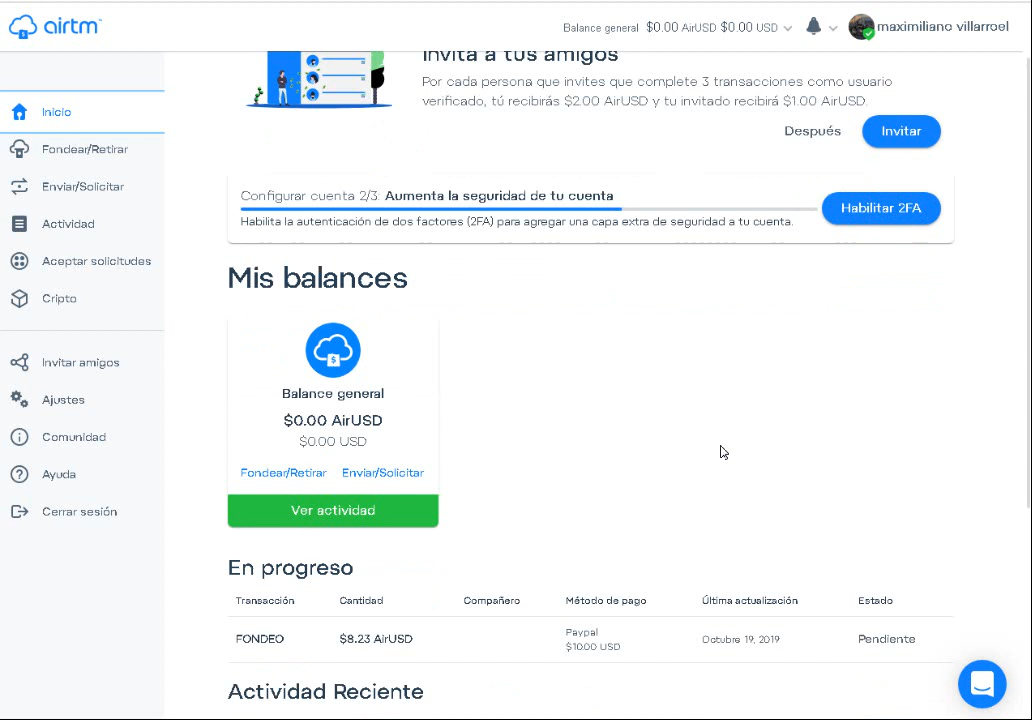 airtm
Balance general $0.00 AirUSD $0.00 USD
maximiliano villarroel
Inicio
Fondear/Retirar
Enviar/Solicitar
Actividad
Aceptar solicitudes
Cripto
Invitar amigos
Ajustes
Comunidad
Ayuda
Cerrar sesión
Invita a tus amigos
Por cada persona que invites que complete 3 transacciones como usuario
verificado, tú recibirás $2.00 AirUSD y tu invitado recibirá $1.00 AirUSD.
Después Invitar
Configurar cuenta 2/3: Aumenta la seguridad de tu cuenta
Habilita la autenticación de dos factores (2FA) para agregar una capa extra de seguridad a tu cuenta.
Habilitar 2FA
Mis balances
Balance general
$0.00 AirUSD
$0.00 USD
Fondear/Retirar Enviar/Solicitar
Ver actividad
En progreso
Transacción Cantidad Compañero Método de pago Última actualización Estado
FONDEO $8.23 AirUSD Paypal Octubre 19, 2019 Pendiente
$10.00 USD
Actividad Reciente